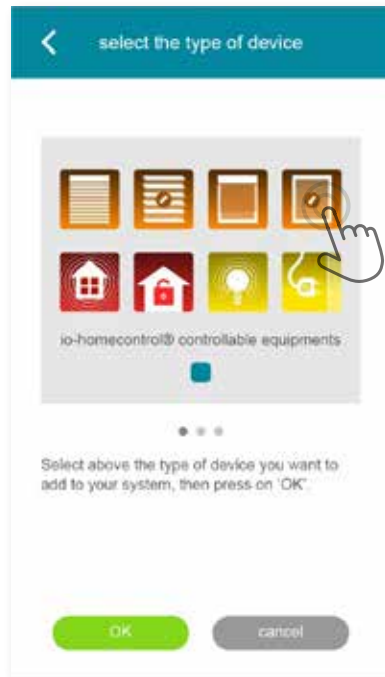 select the type of device
io-homecontrol® controllable equipments
Select above the type of device you want to
add to your system, then press on 'OK'.
OK
cancel